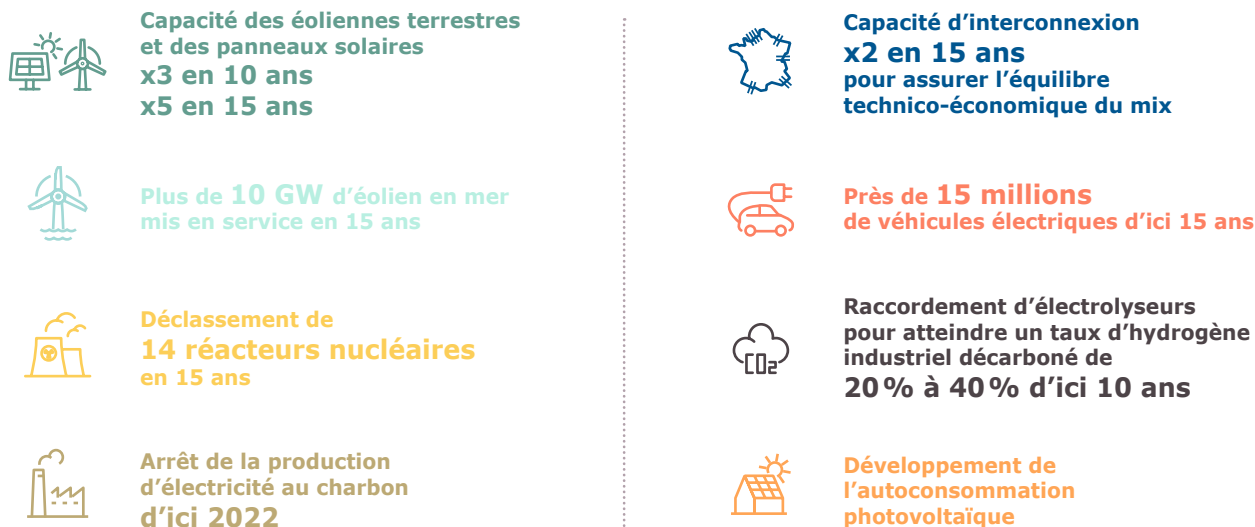 Capacité des éoliennes terrestres
et des panneaux solaires
x3 en 10 ans
x5 en 15 ans
Plus de 10 GW d’éolien en mer
mis en service en 15 ans
Déclassement de
14 réacteurs nucléaires
en 15 ans
Arrêt de la production
d’électricité au charbon
d’ici 2022
Capacité d’interconnexion
x2 en 15 ans
pour assurer l’équilibre
technico-économique du mix
Près de 15 millions
de véhicules électriques d’ici 15 ans
CO2
Raccordement d’électrolyseurs
pour atteindre un taux d’hydrogène
industriel décarboné de
20 % à 40 % d’ici 10 ans
Développement de
l’autoconsommation
photovoltaïque